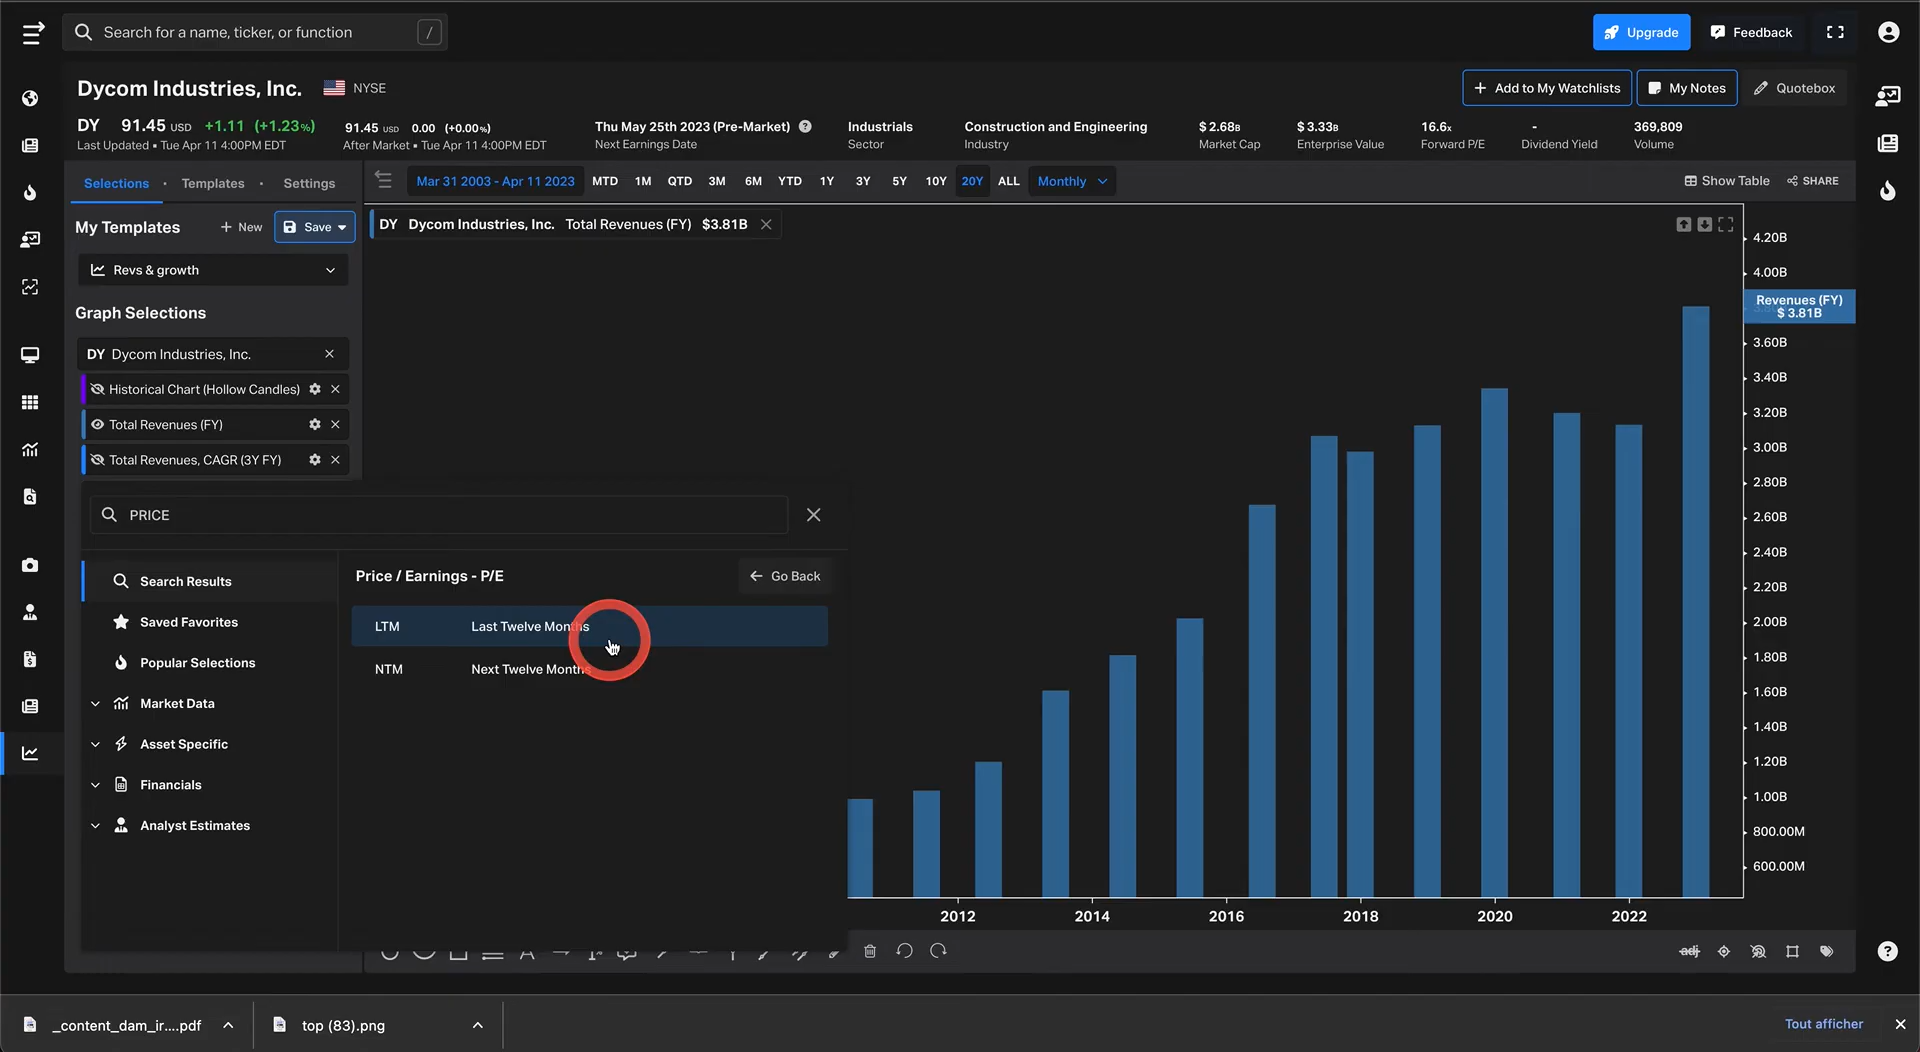 Search for a name, ticker, or function /
Upgrade Feedback
Dycom Industries, Inc. NYSE
+ Add to My Watchlists My Notes Quotebox
DY 91.45 USD +1.11 (+1.23%)
Last Updated • Tue Apr 11 4:00PM EDT
91.45 USD 0.00 (+0.00%)
After Market • Tue Apr 11 4:00PM EDT
Thu May 25th 2023 (Pre-Market) ?
Next Earnings Date
Industrials
Sector
Construction and Engineering
Industry
$ 2.68B
Market Cap
$ 3.33B
Enterprise Value
16.6x
Forward P/E
-
Dividend Yield
369,809
Volume
Selections • Templates • Settings
Mar 31 2003 - Apr 11 2023 MTD 1M QTD 3M 6M YTD 1Y 3Y 5Y 10Y 20Y ALL Monthly
Show Table SHARE
My Templates + New Save
Revs & growth
Graph Selections
DY Dycom Industries, Inc.
Historical Chart (Hollow Candles)
Total Revenues (FY)
Total Revenues, CAGR (3Y FY)
DY Dycom Industries, Inc. Total Revenues (FY) $3.81B
PRICE
Search Results
Saved Favorites
Popular Selections
Market Data
Asset Specific
Financials
Analyst Estimates
Price / Earnings - P/E Go Back
LTM Last Twelve Months
NTM Next Twelve Months
4.20B
4.00B
Revenues (FY)
$ 3.81B
3.60B
3.40B
3.20B
3.00B
2.80B
2.60B
2.40B
2.20B
2.00B
1.80B
1.60B
1.40B
1.20B
1.00B
800.00M
600.00M
2012 2014 2016 2018 2020 2022
adj
?
_content_dam_ir....pdf
top (83).png
Tout afficher